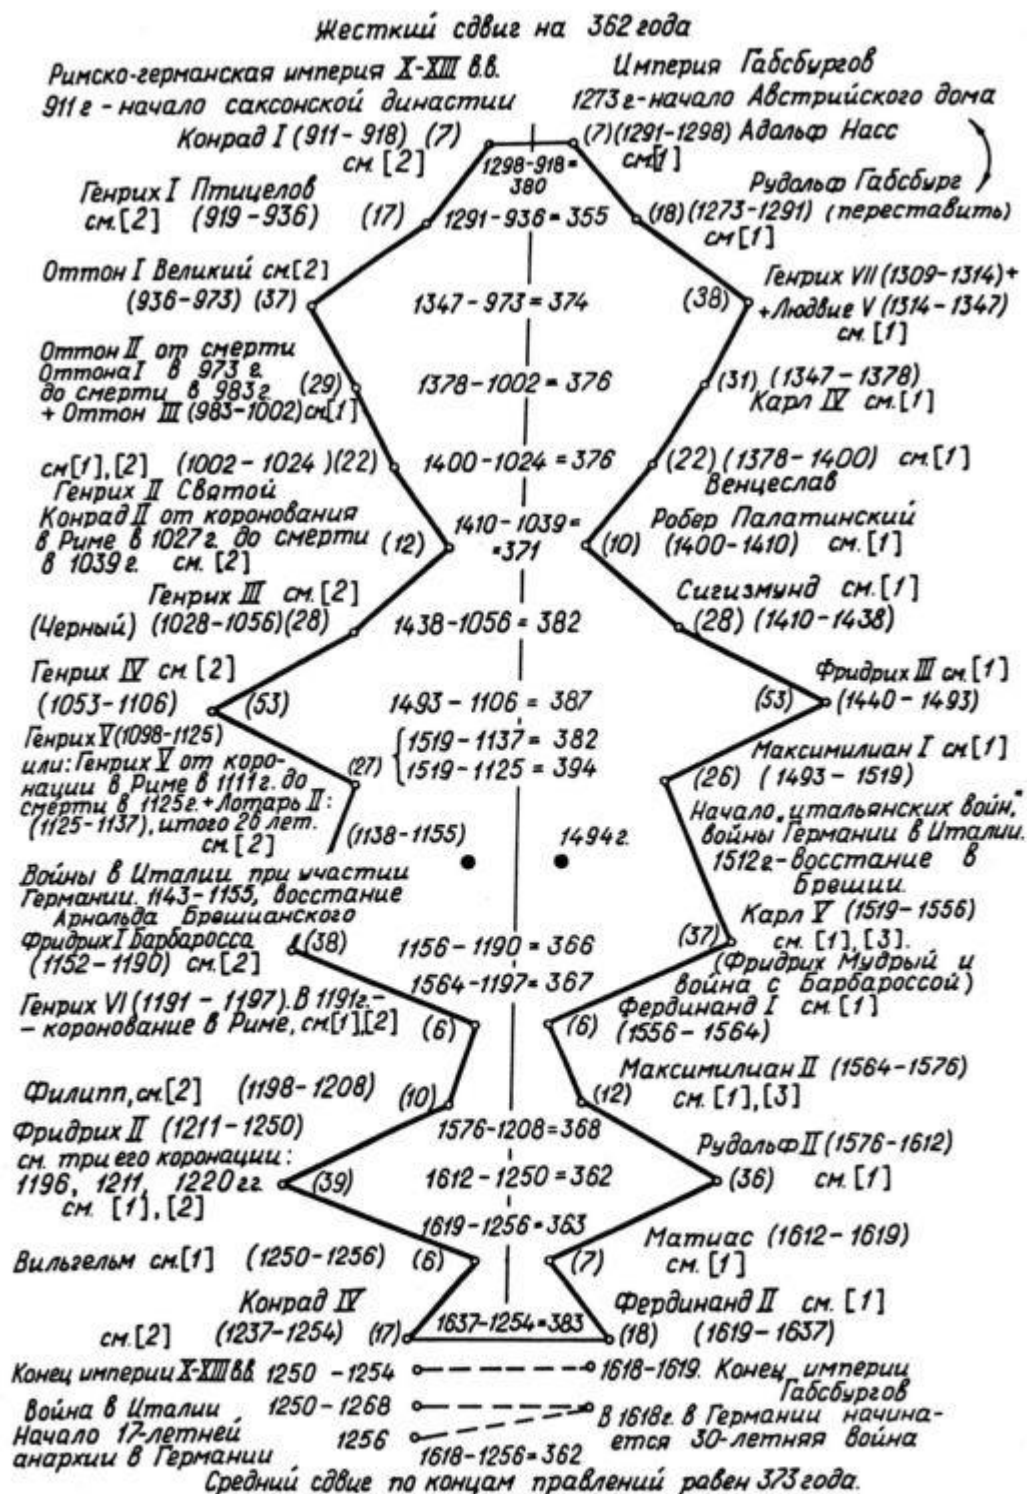 Жесткий сдвиг на 362 года
Римско-германская империя X-XIII в.в.
911 г - начало саксонской династии
Империя Габсбургов
1273 г - начало Австрийского дома
Конрад I (911 - 918) (7)
см. [2]
1298-918 =
380
(7) (1291-1298) Адольф Насс
см[1]
Генрих I Птицелов
см. [2] (919 - 936) (17)
1291-936 = 355
Рудольф Габсбург
(18) (1273-1291) (переставить)
см [1]
Оттон I Великий см.[2]
(936-973) (37)
1347-973 = 374
(38)
Генрих VII (1309-1314)+
+Людвиг V (1314-1347)
см. [1]
Оттон II от смерти
Оттона I в 973 г.
до смерти в 983 г. (29)
+ Оттон III (983-1002) см[1]
1378-1002 = 376
(31) (1347 - 1378)
Карл IV см. [1]
см[1], [2] (1002 - 1024) (22)
Генрих II Святой
1400-1024 = 376
(22) (1378 - 1400) см. [1]
Венцеслав
Конрад II от коронования
в Риме в 1027 г. до смерти (12)
в 1039 г. см. [2]
1410 - 1039 =
=371
Робер Палатинский
(10) (1400-1410) см. [1]
Генрих III см. [2]
(Черный) (1028-1056) (28)
1438-1056 = 382
Сигизмунд см. [1]
(28) (1410-1438)
Генрих IV см. [2]
(1053-1106) (53)
1493 - 1106 = 387
Фридрих III см. [1]
(53) (1440 - 1493)
Генрих V (1098-1125)
или: Генрих V от коро-
нации в Риме в 1111 г. до (27)
смерти в 1125 г. + Лотарь II:
(1125-1137), итого 26 лет.
см. [2]
1519-1137 = 382
1519-1125 = 394
Максимилиан I см [1]
(26) (1493 - 1519)
(1138-1155)
1494 г.
Начало „итальянских войн,“
войны Германии в Италии.
1512 г - восстание в
Брешии.
Войны в Италии при участии
Германии. 1143-1155, восстание
Арнольда Брешианского
Фридрих I Барбаросса (38)
(1152-1190) см. [2]
1156 - 1190 = 366
(37)
Карл V (1519-1556)
см. [1], [3].
(Фридрих Мудрый и
война с Барбароссой)
Генрих VI (1191 - 1197). В 1191г.-
- коронование в Риме, см.[1],[2] (6)
1564-1197= 367
Фердинанд I см. [1]
(6) (1556 - 1564)
Филипп, см.[2] (1198 - 1208) (10)
1576-1208=368
Максимилиан II (1564-1576)
(12) см. [1], [3]
Фридрих II (1211-1250)
см. три его коронации:
1196, 1211, 1220 гг. (39)
см. [1], [2]
1612 - 1250 = 362
Рудольф II (1576-1612)
(36) см. [1]
1619-1256=363
Вильгельм см.[1] (1250-1256) (6)
Матиас (1612-1619)
(7) см. [1]
Конрад IV
см.[2] (1237-1254) (17)
1637-1254=383
Фердинанд II см. [1]
(18) (1619-1637)
Конец империи X-XIII в.в. 1250 - 1254
1618-1619. Конец империи
Габсбургов
Война в Италии 1250 - 1268
Начало 17-летней 1256
анархии в Германии
1618-1256 = 362
В 1618г. в Германии начина-
ется 30-летняя война
Средний сдвиг по концам правлений равен 373 года.